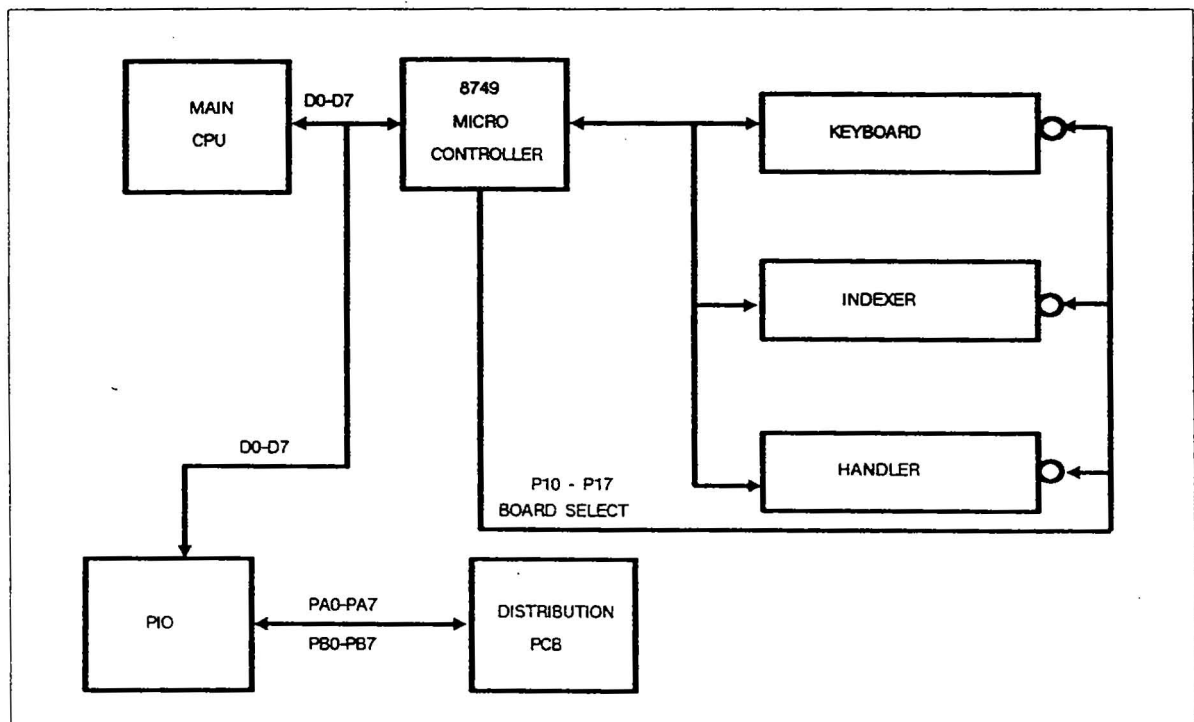 MAIN
CPU
D0-D7
8749
MICRO
CONTROLLER
KEYBOARD
INDEXER
HANDLER
D0-D7
P10 - P17
BOARD SELECT
PIO
PA0-PA7
PB0-PB7
DISTRIBUTION
PCB